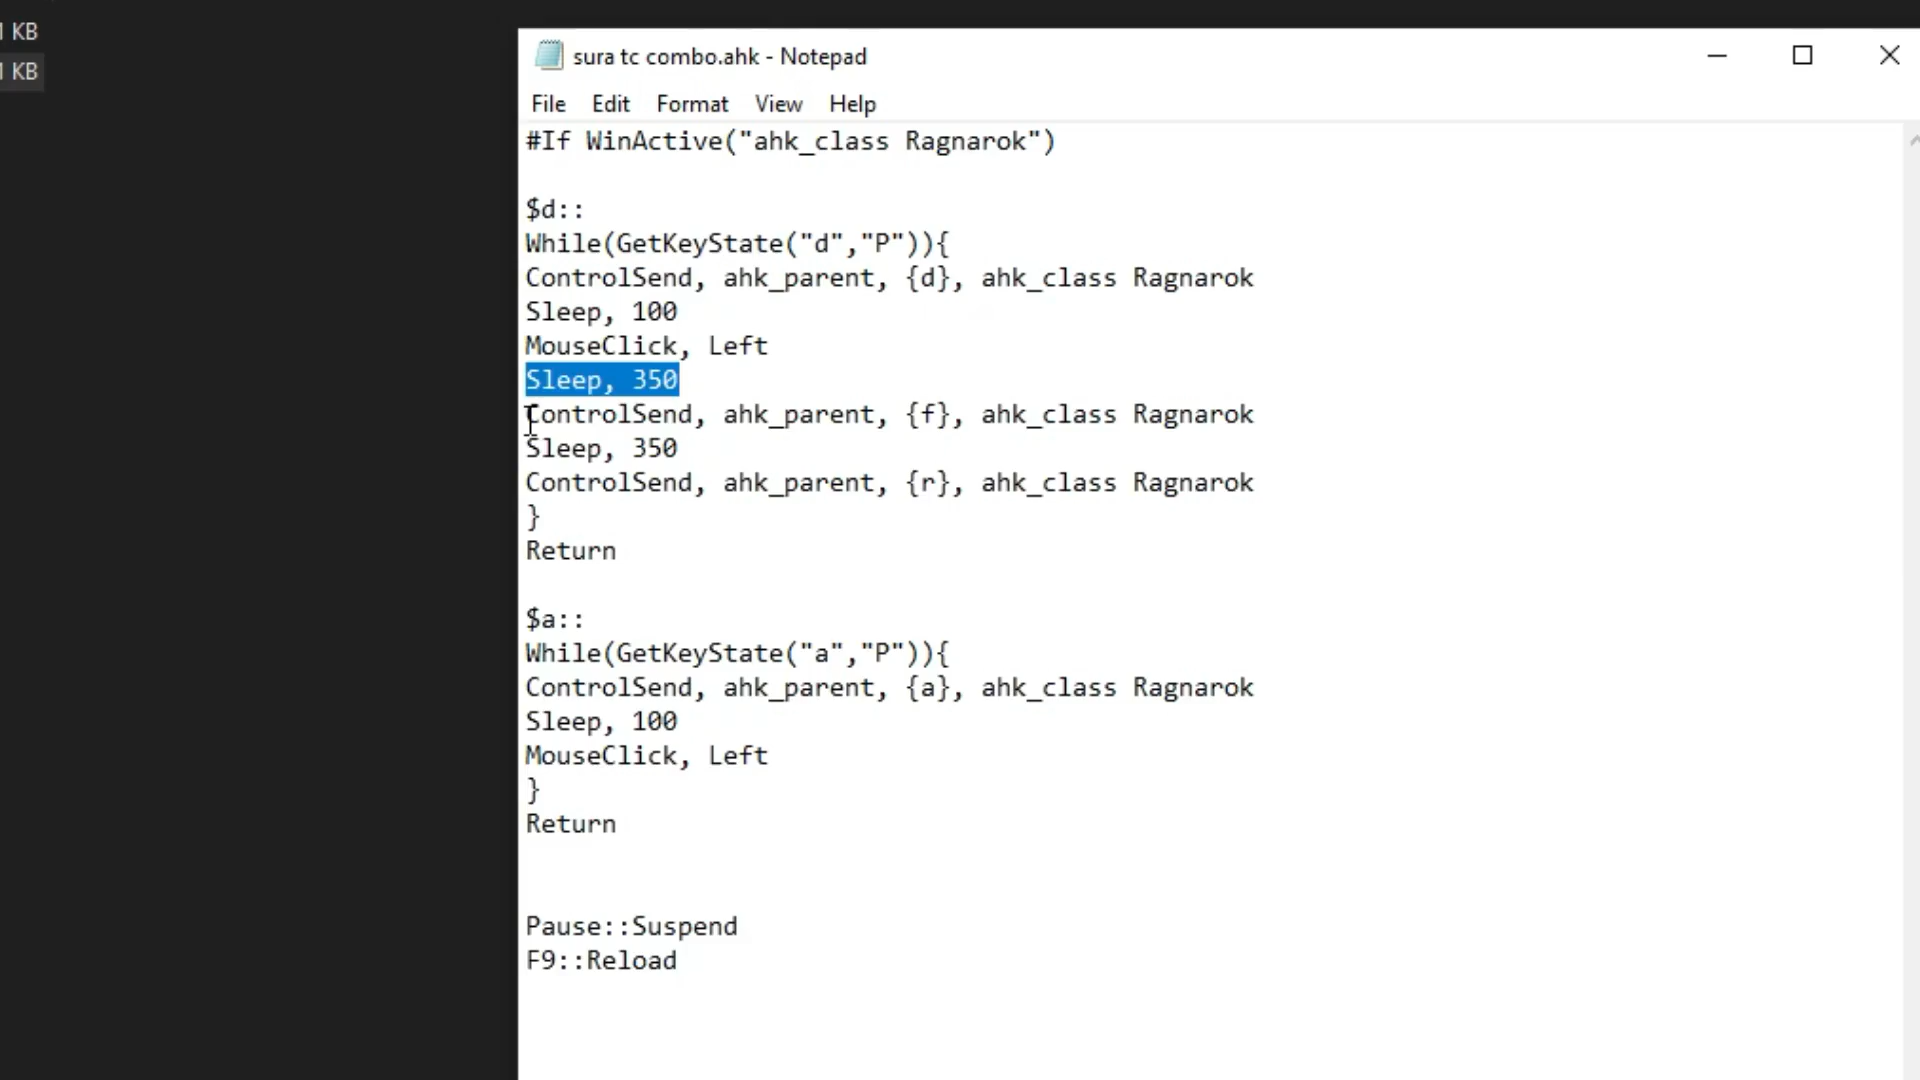 KB
KB
sura tc combo.ahk - Notepad
File Edit Format View Help
#If WinActive("ahk_class Ragnarok")
$d::
While(GetKeyState("d","P")){
ControlSend, ahk_parent, {d}, ahk_class Ragnarok
Sleep, 100
MouseClick, Left
Sleep, 350
ControlSend, ahk_parent, {f}, ahk_class Ragnarok
Sleep, 350
ControlSend, ahk_parent, {r}, ahk_class Ragnarok
}
Return
$a::
While(GetKeyState("a","P")){
ControlSend, ahk_parent, {a}, ahk_class Ragnarok
Sleep, 100
MouseClick, Left
}
Return
Pause::Suspend
F9::Reload